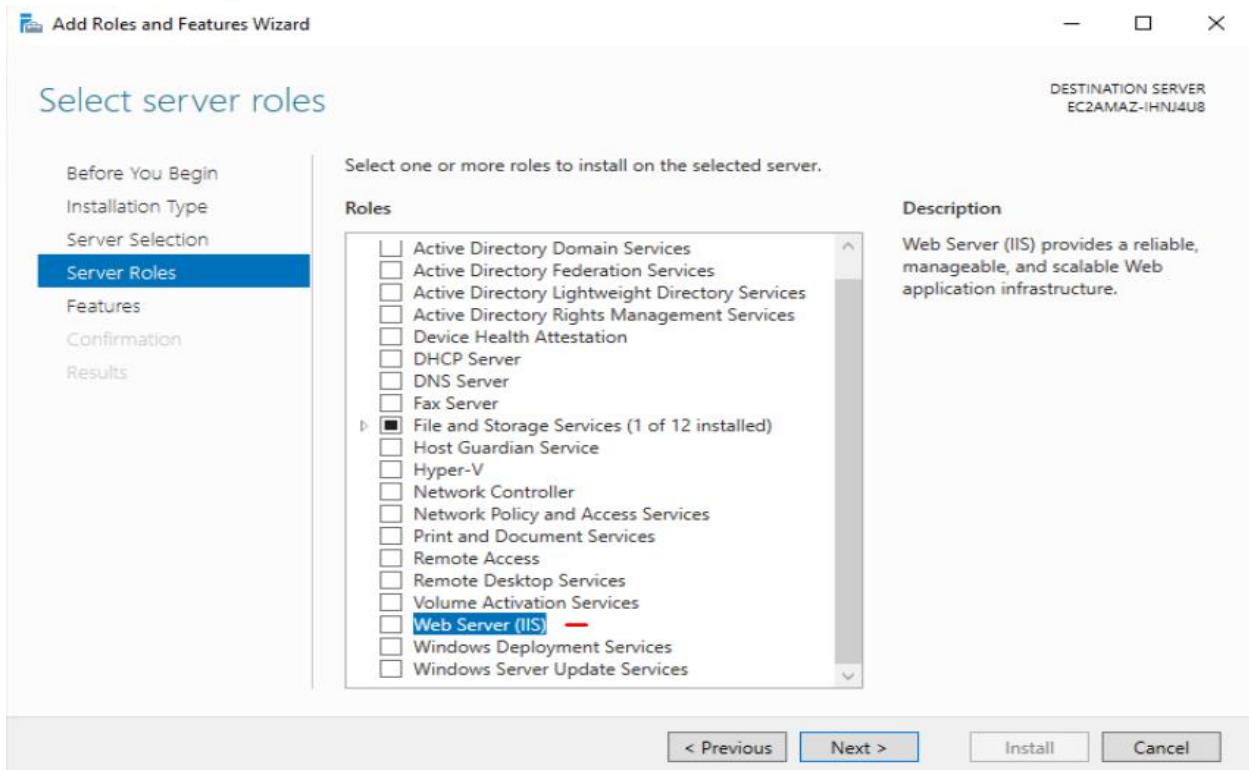 Add Roles and Features Wizard
Select server roles
DESTINATION SERVER
EC2AMAZ-IHNJ4U8
Before You Begin
Installation Type
Server Selection
Server Roles
Features
Confirmation
Results
Select one or more roles to install on the selected server.
Roles
Active Directory Domain Services
Active Directory Federation Services
Active Directory Lightweight Directory Services
Active Directory Rights Management Services
Device Health Attestation
DHCP Server
DNS Server
Fax Server
File and Storage Services (1 of 12 installed)
Host Guardian Service
Hyper-V
Network Controller
Network Policy and Access Services
Print and Document Services
Remote Access
Remote Desktop Services
Volume Activation Services
Web Server (IIS)
Windows Deployment Services
Windows Server Update Services
Description
Web Server (IIS) provides a reliable,
manageable, and scalable Web
application infrastructure.
< Previous
Next >
Install
Cancel